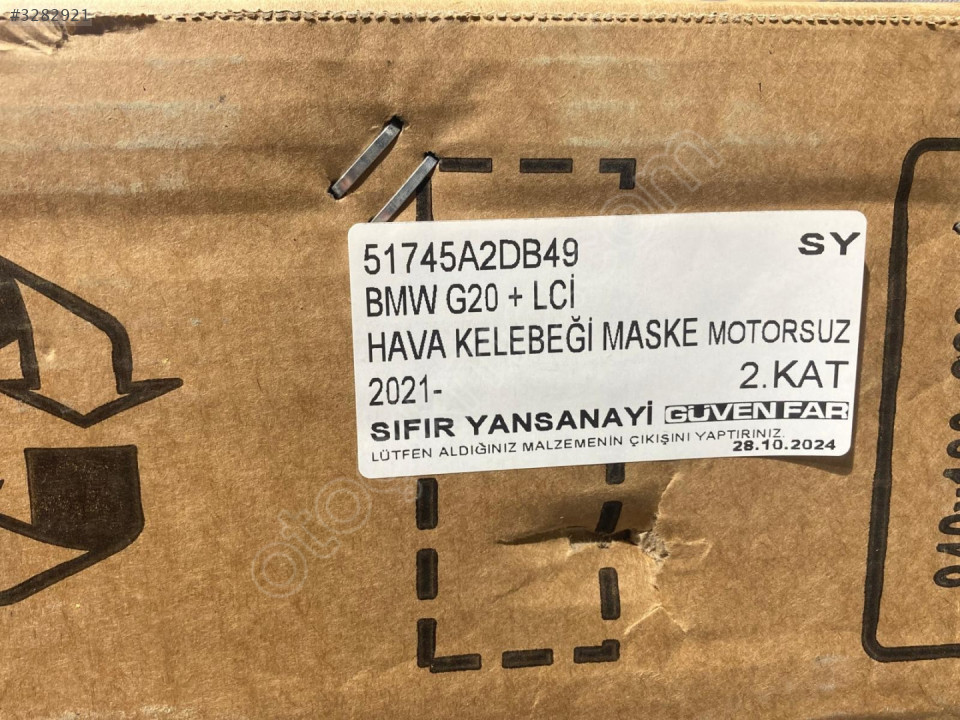 #3282921
51745A2DB49
SY
BMW G20 + LCİ
HAVA KELEBEĞİ MASKE MOTORSUZ
2021-
2.KAT
SIFIR YANSANAYİ GÜVEN FAR
LÜTFEN ALDIĞINIZ MALZEMENİN ÇIKIŞINI YAPTIRINIZ.
28.10.2024